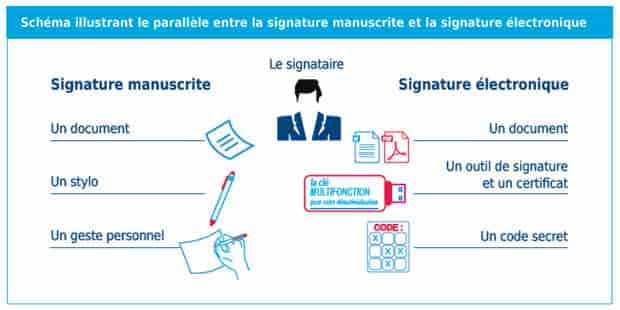 Schéma illustrant le parallèle entre la signature manuscrite et la signature électronique
Le signataire
Signature manuscrite
Signature électronique
Un document
Un document
Un stylo
Un outil de signature
et un certificat
la clé
MULTIFONCTION
pour votre dématérialisation
Un geste personnel
CODE :
X
X
X X
X
Un code secret